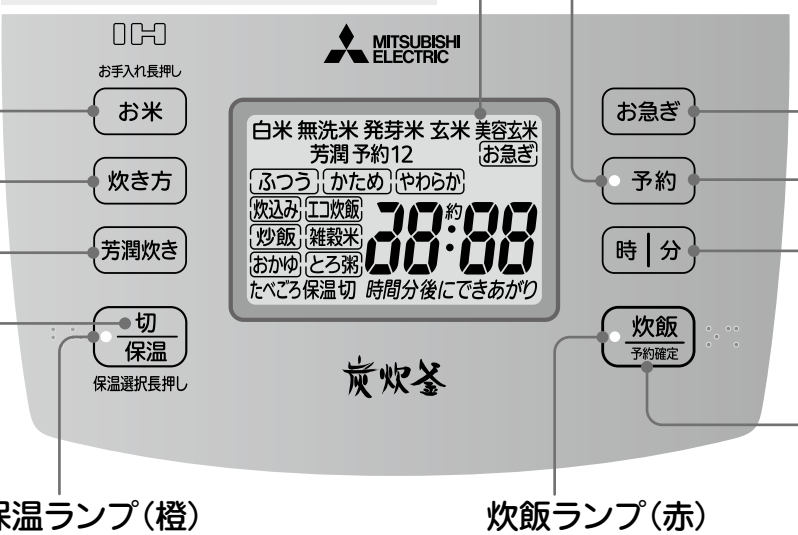 IH
MITSUBISHI
ELECTRIC
お手入れ長押し
お米
炊き方
芳潤炊き
切
保温
保温選択長押し
白米 無洗米 発芽米 玄米 美容玄米
芳潤 予約12 お急ぎ
ふつう かため やわらか
炊込み エコ炊飯 約
炒飯 雑穀米 38:88
おかゆ とろ粥
たべごろ保温切 時間分後にできあがり
炭炊釜
お急ぎ
予約
時 分
炊飯
予約確定
保温ランプ(橙)
炊飯ランプ(赤)